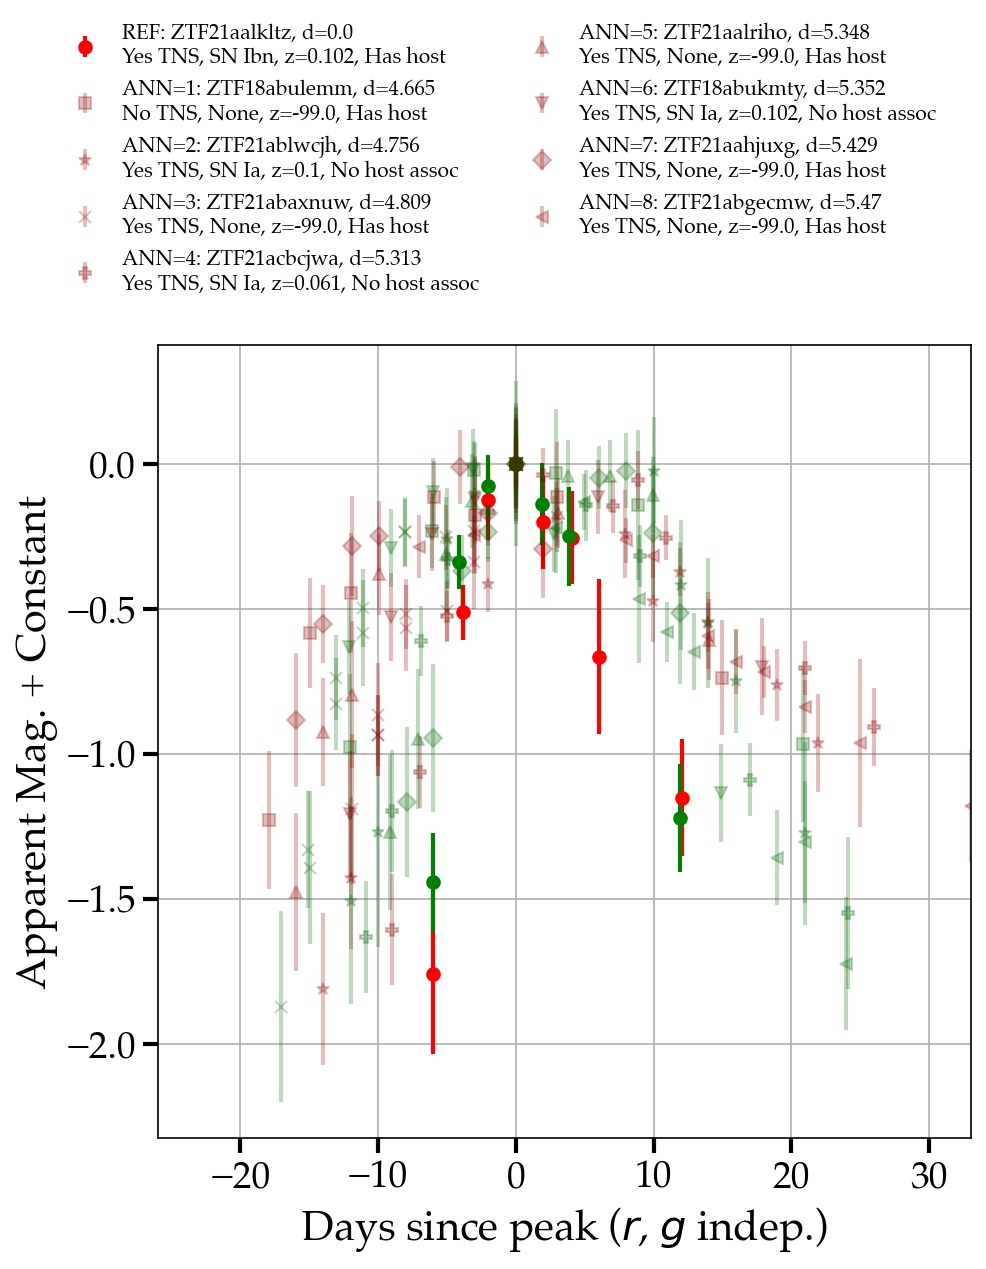 REF: ZTF21aalkltz, d=0.0
Yes TNS, SN Ibn, z=0.102, Has host
ANN=1: ZTF18abulemm, d=4.665
No TNS, None, z=-99.0, Has host
ANN=2: ZTF21ablwcjh, d=4.756
Yes TNS, SN Ia, z=0.1, No host assoc
ANN=3: ZTF21abaxnuw, d=4.809
Yes TNS, None, z=-99.0, Has host
ANN=4: ZTF21acbcjwa, d=5.313
Yes TNS, SN Ia, z=0.061, No host assoc
ANN=5: ZTF21aalriho, d=5.348
Yes TNS, None, z=-99.0, Has host
ANN=6: ZTF18abukmty, d=5.352
Yes TNS, SN Ia, z=0.102, No host assoc
ANN=7: ZTF21aahjuxg, d=5.429
Yes TNS, None, z=-99.0, Has host
ANN=8: ZTF21abgecmw, d=5.47
Yes TNS, None, z=-99.0, Has host
Apparent Mag. + Constant
0.0
−0.5
−1.0
−1.5
−2.0
−20
−10
0
10
20
30
Days since peak (r, g indep.)